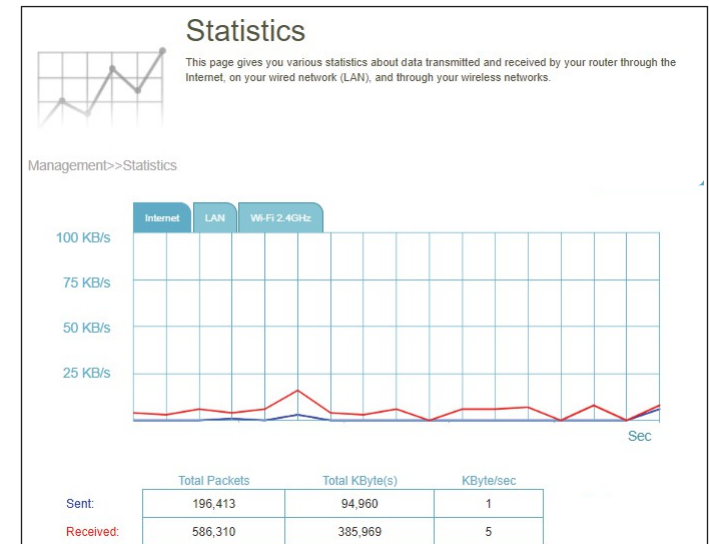 Statistics
This page gives you various statistics about data transmitted and received by your router through the
Internet, on your wired network (LAN), and through your wireless networks.
Management>>Statistics
Internet LAN Wi-Fi 2.4GHz
100 KB/s
75 KB/s
50 KB/s
25 KB/s
Sec
Total Packets Total KByte(s) KByte/sec
Sent: 196,413 94,960 1
Received: 586,310 385,969 5